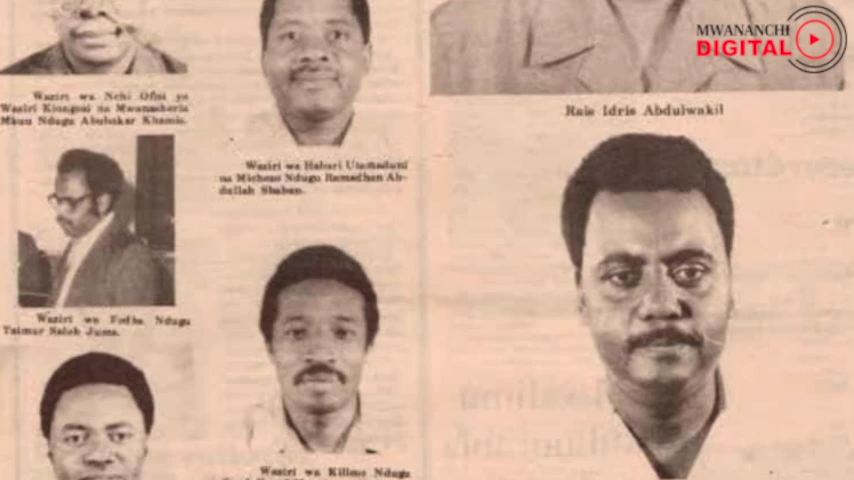 MWANANCHI
DIGITAL
Waziri wa Nchi Ofisi ya
Waziri Kiongozi na Mwanasheria
Mkuu Ndugu Abubakar Khamis.
Waziri wa Fedha Ndugu
Taimur Saleh Juma.
Waziri wa Habari Utamaduni
na Michezo Ndugu Ramadhan Ab-
dullah Shaban.
Waziri wa Kilimo Ndugu
Rais Idris Abdulwakil